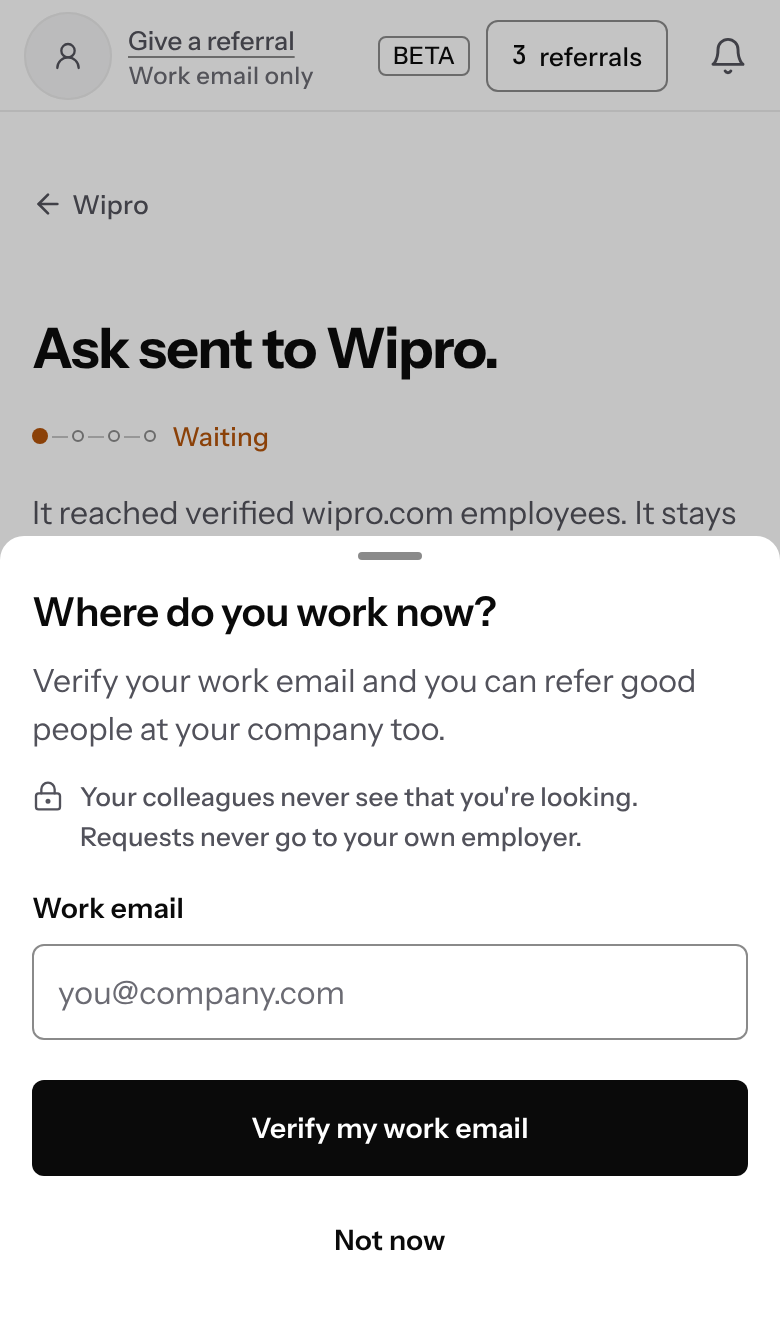 Give a referral
Work email only
BETA
3 referrals
Wipro
Ask sent to Wipro.
Waiting
It reached verified wipro.com employees. It stays
Where do you work now?
Verify your work email and you can refer good
people at your company too.
Your colleagues never see that you're looking.
Requests never go to your own employer.
Work email
you@company.com
Verify my work email
Not now